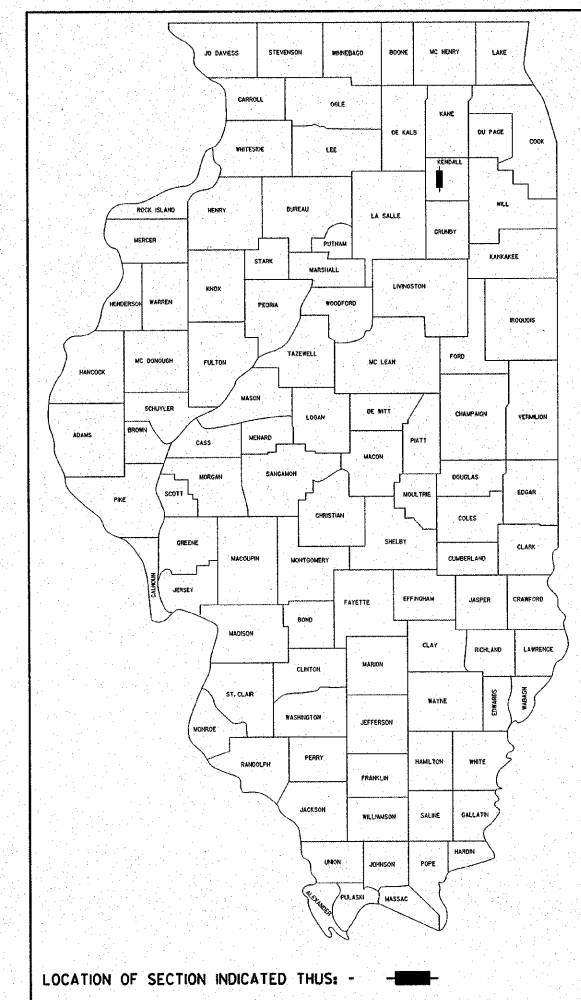 JO DAVIESS STEVENSON WINNEBAGO BOONE MC HENRY LAKE
CARROLL OGLE KANE
DE KALB DU PAGE COOK
WHITESIDE LEE
KENDALL
ROCK ISLAND HENRY BUREAU LA SALLE WILL
MERCER PUTNAM GRUNDY
STARK KANKAKEE
MARSHALL
HENDERSON WARREN KNOX PEORIA WOODFORD LIVINGSTON
IROQUOIS
TAZEWELL FORD
HANCOCK MC DONOUGH FULTON MC LEAN
MASON
SCHUYLER LOGAN DE WITT CHAMPAIGN VERMILION
ADAMS BROWN MENARD PIATT
CASS MACON
MORGAN SANGAMON DOUGLAS
PIKE SCOTT MOULTRIE EDGAR
CHRISTIAN COLES
SHELBY
GREENE MACOUPIN MONTGOMERY CUMBERLAND CLARK
CALHOUN JERSEY
FAYETTE EFFINGHAM JASPER CRAWFORD
MADISON BOND
CLAY RICHLAND LAWRENCE
CLINTON MARION
ST. CLAIR WAYNE EDWARDS WABASH
WASHINGTON JEFFERSON
MONROE
RANDOLPH PERRY HAMILTON WHITE
FRANKLIN
JACKSON WILLIAMSON SALINE GALLATIN
UNION JOHNSON POPE HARDIN
ALEXANDER PULASKI MASSAC
LOCATION OF SECTION INDICATED THUS: -